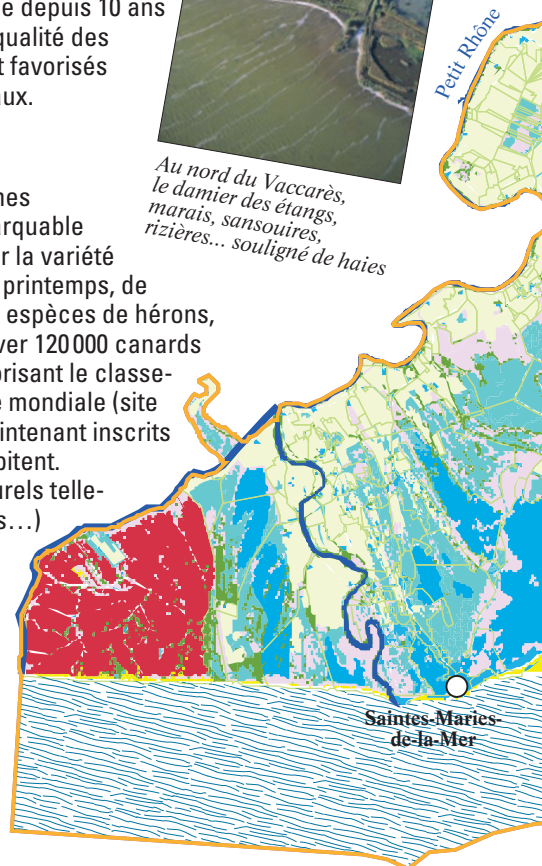 e depuis 10 ans
qualité des
t favorisés
aux.
nes
arquable
r la variété
printemps, de
espèces de hérons,
ver 120 000 canards
orisant le classe-
e mondiale (site
intenant inscrits
bitent.
urels telle-
s…)
Au nord du Vaccarès,
le damier des étangs,
marais, sansouires,
rizières... souligné de haies
Petit Rhône
Saintes-Maries-
de-la-Mer